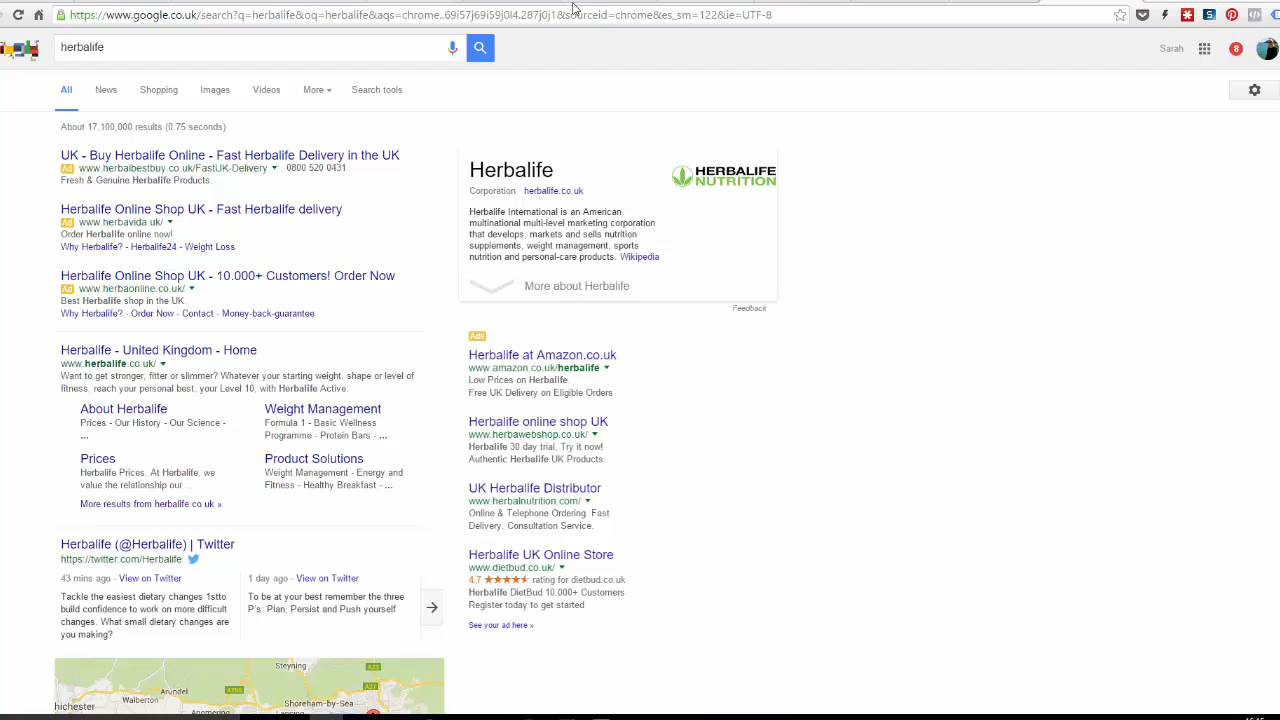 https://www.google.co.uk/search?q=herbalife&oq=herbalife&aqs=chrome..69i57j69i59j0l4.287j0j1&sourceid=chrome&es_sm=122&ie=UTF-8
herbalife
Sarah
8
All News Shopping Images Videos More Search tools
About 17,100,000 results (0.75 seconds)
UK - Buy Herbalife Online - Fast Herbalife Delivery in the UK
Ad www.herbalbestbuy.co.uk/FastUK-Delivery 0800 520 0431
Fresh & Genuine Herbalife Products.
Herbalife Online Shop UK - Fast Herbalife delivery
Ad www.herbavida.uk/
Order Herbalife online now!
Why Herbalife? - Herbalife24 - Weight Loss
Herbalife Online Shop UK - 10.000+ Customers! Order Now
Ad www.herbaonline.co.uk/
Best Herbalife shop in the UK.
Why Herbalife? - Order Now - Contact - Money-back-guarantee
Herbalife - United Kingdom - Home
www.herbalife.co.uk/
Want to get stronger, fitter or slimmer? Whatever your starting weight, shape or level of
fitness, reach your personal best, your Level 10, with Herbalife Active.
About Herbalife
Prices - Our History - Our Science -
...
Weight Management
Formula 1 - Basic Wellness
Programme - Protein Bars - ...
Prices
Herbalife Prices. At Herbalife, we
value the relationship our ...
Product Solutions
Weight Management - Energy and
Fitness - Healthy Breakfast - ...
More results from herbalife.co.uk »
Herbalife (@Herbalife) | Twitter
https://twitter.com/Herbalife
43 mins ago - View on Twitter
Tackle the easiest dietary changes 1stto
build confidence to work on more difficult
changes. What small dietary changes are
you making?
1 day ago - View on Twitter
To be at your best remember the three
P's: Plan, Persist and Push yourself
Steyning
A23
Arundel
A27
Walberton
A280
Shoreham-by-Sea
chichester
Angmering
Lancing
Herbalife
Corporation herbalife.co.uk
HERBALIFE
NUTRITION
Herbalife International is an American
multinational multi-level marketing corporation
that develops, markets and sells nutrition
supplements, weight management, sports
nutrition and personal-care products. Wikipedia
More about Herbalife
Feedback
Ads
Herbalife at Amazon.co.uk
www.amazon.co.uk/herbalife
Low Prices on Herbalife.
Free UK Delivery on Eligible Orders
Herbalife online shop UK
www.herbawebshop.co.uk/
Herbalife 30 day trial, Try it now!
Authentic Herbalife UK Products.
UK Herbalife Distributor
www.herbalnutrition.com/
Online & Telephone Ordering. Fast
Delivery. Consultation Service.
Herbalife UK Online Store
www.dietbud.co.uk/
4.7 rating for dietbud.co.uk
Herbalife DietBud 10.000+ Customers
Register today to get started
See your ad here »